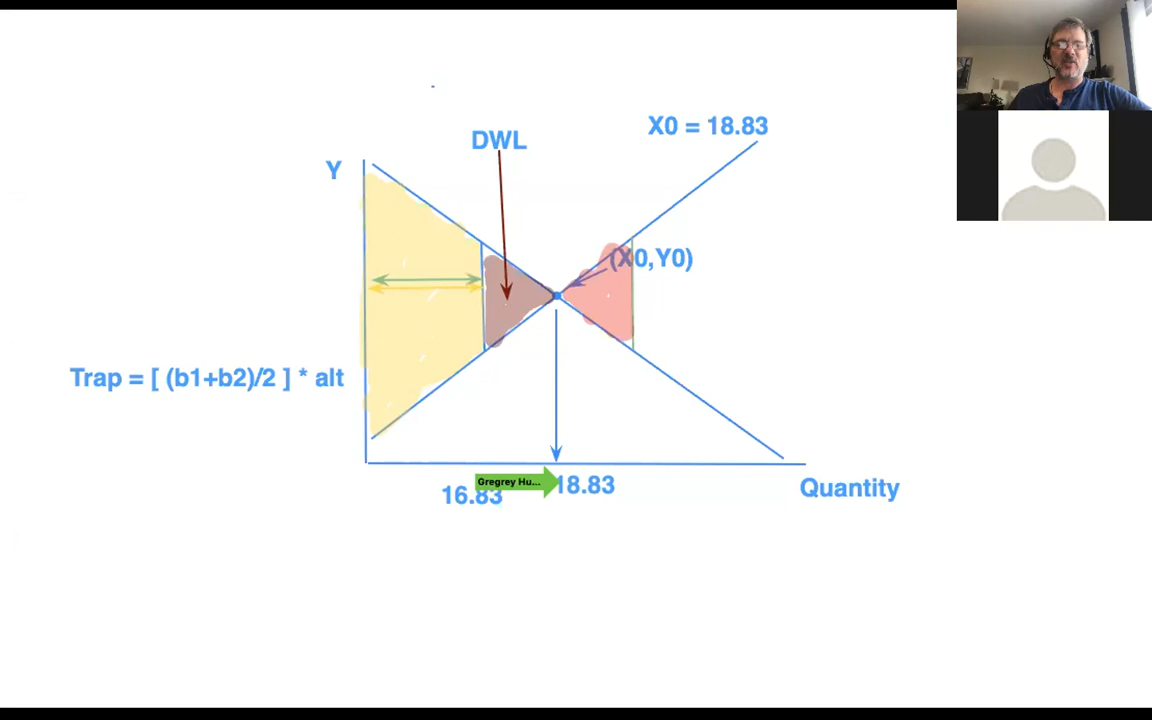 X0 = 18.83
DWL
Y
(X0,Y0)
Trap = [ (b1+b2)/2 ] * alt
Gregrey Hu...
16.83
18.83
Quantity